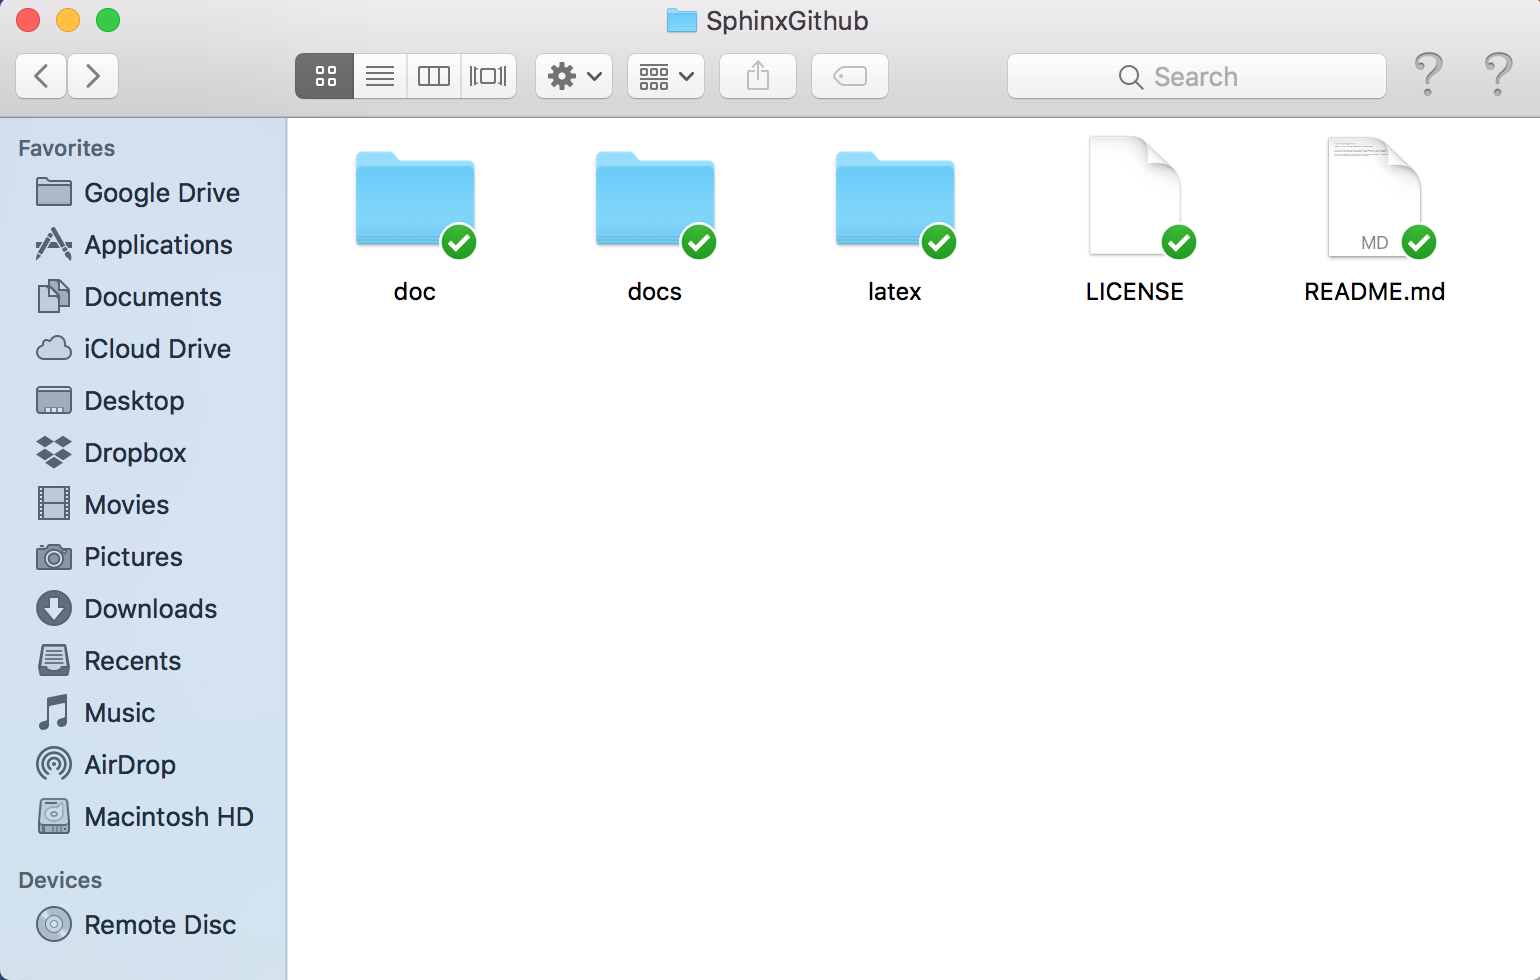 SphinxGithub
Search
Favorites
Google Drive
Applications
Documents
iCloud Drive
Desktop
Dropbox
Movies
Pictures
Downloads
Recents
Music
AirDrop
Macintosh HD
Devices
Remote Disc
doc
docs
latex
LICENSE
MD
README.md